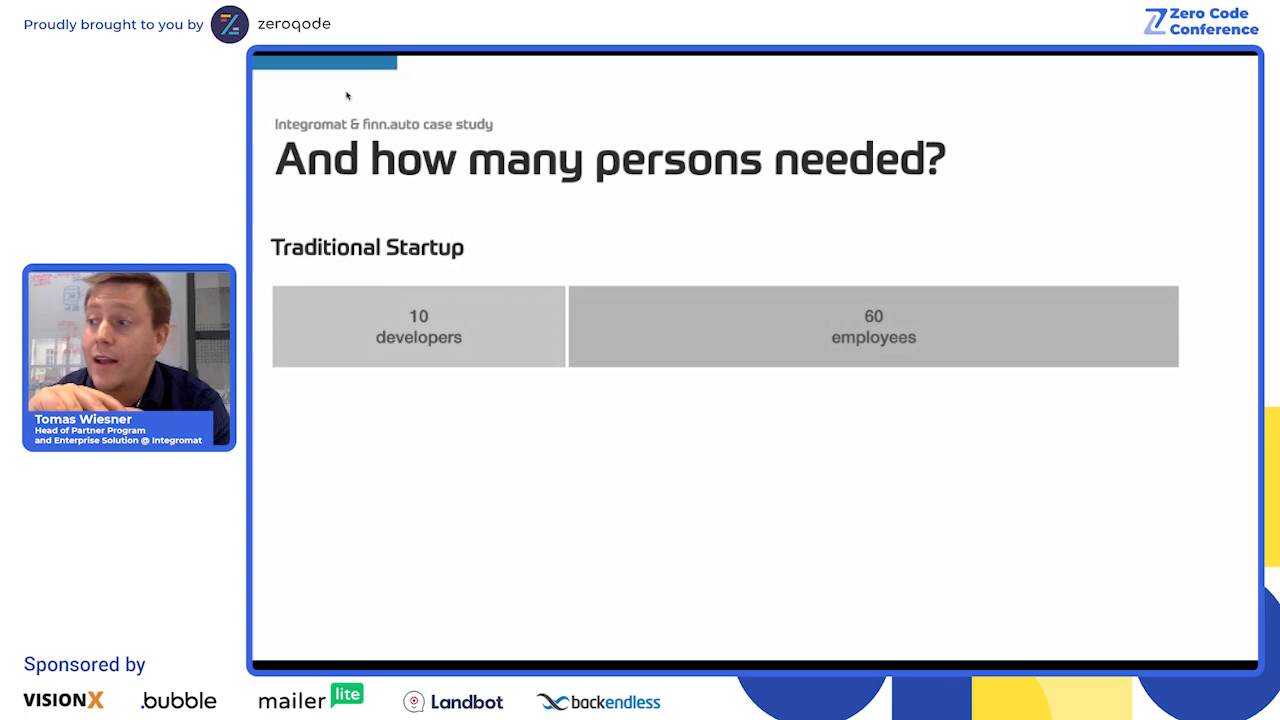 Proudly brought to you by
zeroqode
Zero Code
Conference
Integromat & finn.auto case study
And how many persons needed?
Traditional Startup
10
developers
60
employees
Tomas Wiesner
Head of Partner Program
and Enterprise Solution @ Integromat
Sponsored by
VISIONX
.bubble
mailer lite
Landbot
backendless